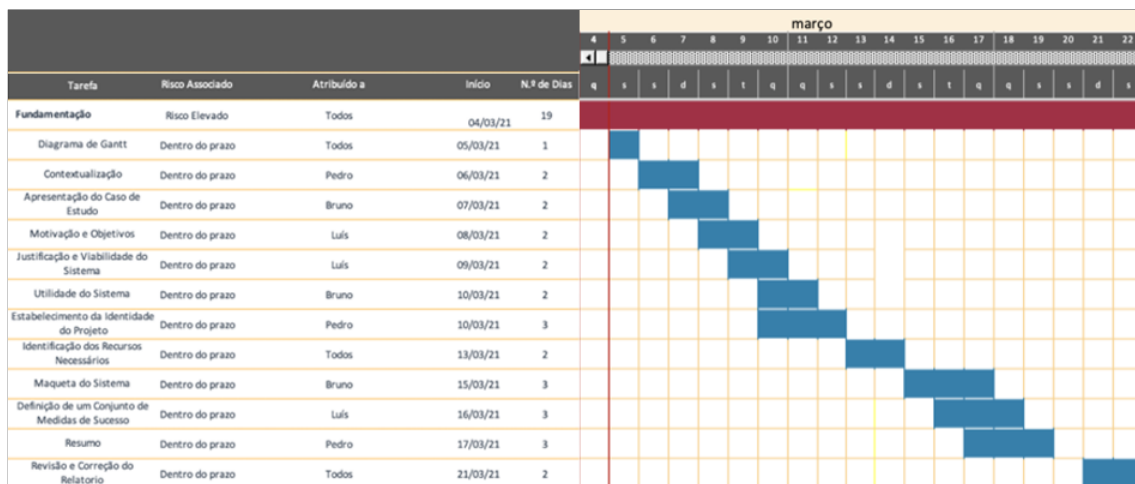 março
4 5 6 7 8 9 10 11 12 13 14 15 16 17 18 19 20 21 22
Tarefa Risco Associado Atribuído a Início N.º de Dias q s s d s t q q s s d s t q q s s d s
Fundamentação Risco Elevado Todos 04/03/21 19
Diagrama de Gantt Dentro do prazo Todos 05/03/21 1
Contextualização Dentro do prazo Pedro 06/03/21 2
Apresentação do Caso de
Estudo Dentro do prazo Bruno 07/03/21 2
Motivação e Objetivos Dentro do prazo Luís 08/03/21 2
Justificação e Viabilidade do
Sistema Dentro do prazo Luís 09/03/21 2
Utilidade do Sistema Dentro do prazo Bruno 10/03/21 2
Estabelecimento da Identidade
do Projeto Dentro do prazo Pedro 10/03/21 3
Identificação dos Recursos
Necessários Dentro do prazo Todos 13/03/21 2
Maqueta do Sistema Dentro do prazo Bruno 15/03/21 3
Definição de um Conjunto de
Medidas de Sucesso Dentro do prazo Luís 16/03/21 3
Resumo Dentro do prazo Pedro 17/03/21 3
Revisão e Correção do
Relatorio Dentro do prazo Todos 21/03/21 2